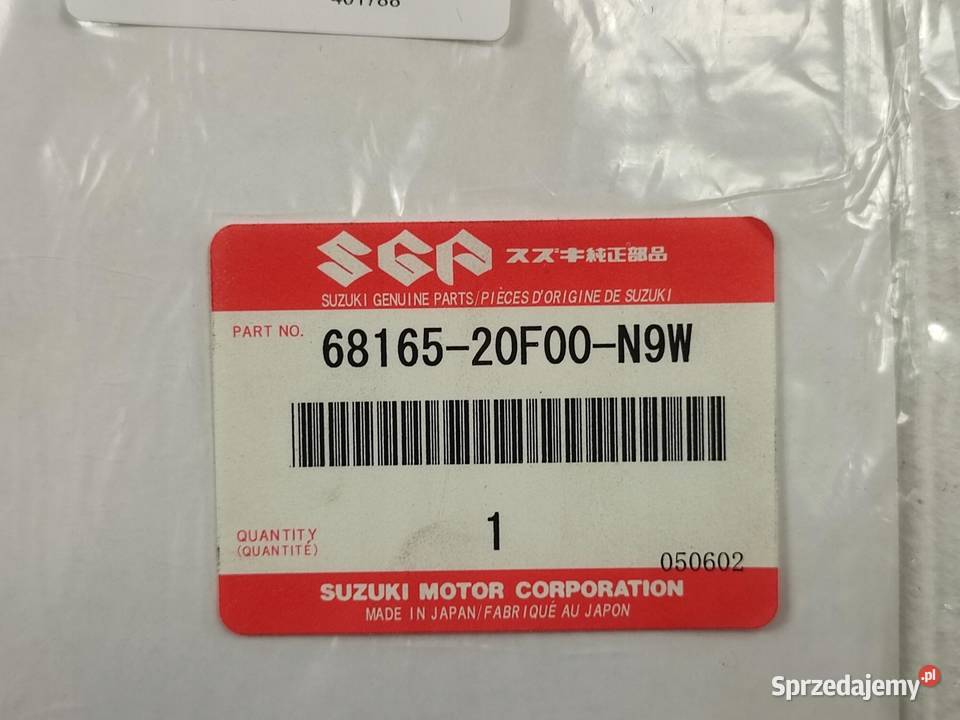 401788
SGP スズキ純正部品
SUZUKI GENUINE PARTS/PIÈCES D'ORIGINE DE SUZUKI
PART NO. 68165-20F00-N9W
1
QUANTITY
(QUANTITÉ)
050602
SUZUKI MOTOR CORPORATION
MADE IN JAPAN/FABRIQUÉ AU JAPON
Sprzedajemy.pl